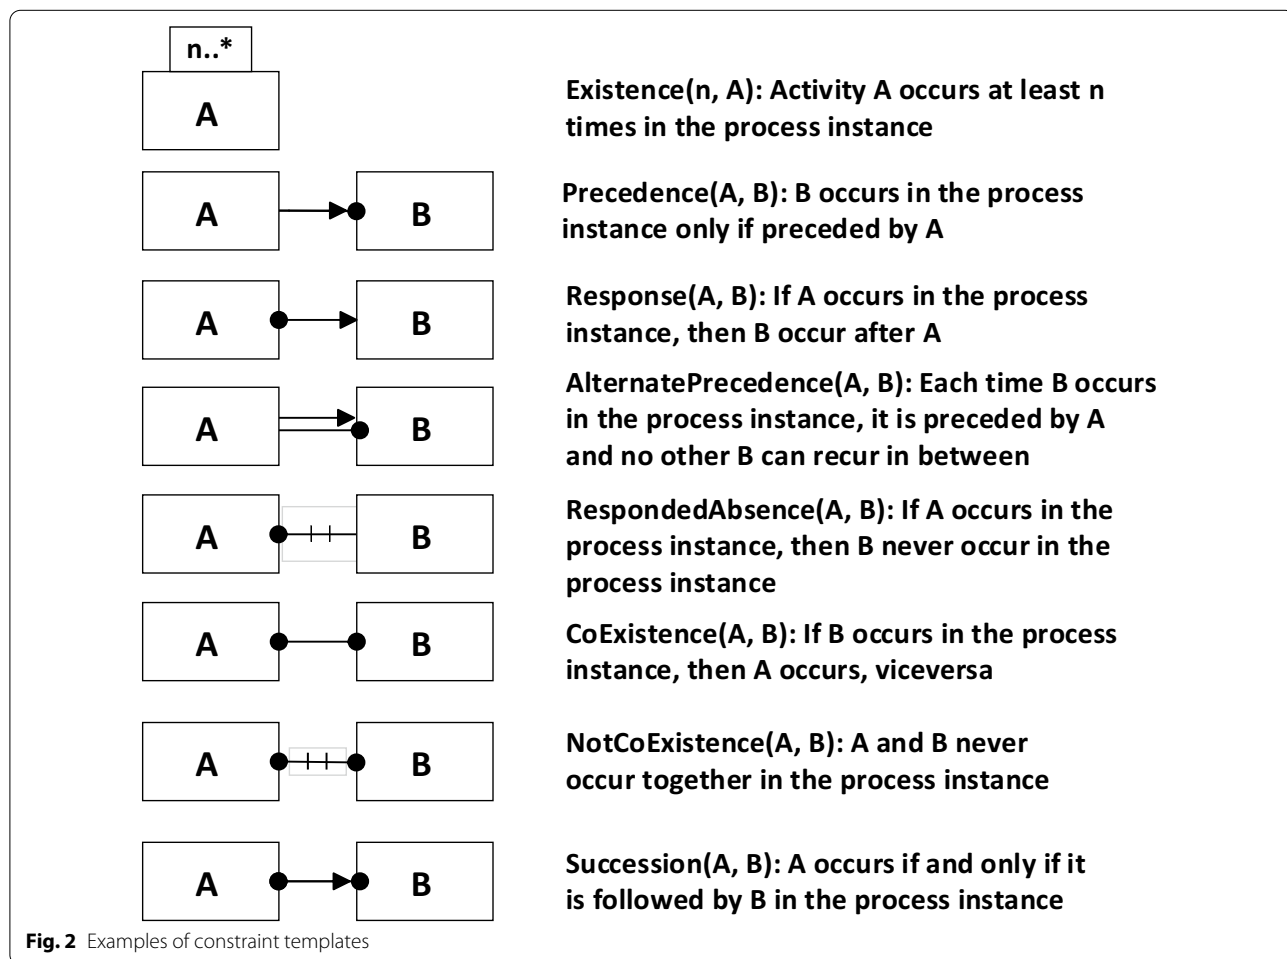 n..*
A
Existence(n, A): Activity A occurs at least n
times in the process instance
A
B
Precedence(A, B): B occurs in the process
instance only if preceded by A
A
B
Response(A, B): If A occurs in the process
instance, then B occur after A
A
B
AlternatePrecedence(A, B): Each time B occurs
in the process instance, it is preceded by A
and no other B can recur in between
A
B
RespondedAbsence(A, B): If A occurs in the
process instance, then B never occur in the
process instance
A
B
CoExistence(A, B): If B occurs in the process
instance, then A occurs, viceversa
A
B
NotCoExistence(A, B): A and B never
occur together in the process instance
A
B
Succession(A, B): A occurs if and only if it
is followed by B in the process instance
Fig. 2 Examples of constraint templates